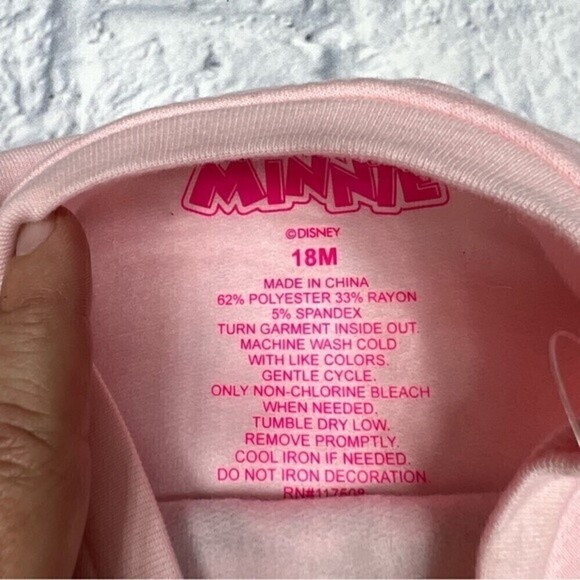 MINNIE
©DISNEY
18M
MADE IN CHINA
62% POLYESTER 33% RAYON
5% SPANDEX
TURN GARMENT INSIDE OUT.
MACHINE WASH COLD
WITH LIKE COLORS.
GENTLE CYCLE.
ONLY NON-CHLORINE BLEACH
WHEN NEEDED.
TUMBLE DRY LOW.
REMOVE PROMPTLY.
COOL IRON IF NEEDED.
DO NOT IRON DECORATION.
RN#117508